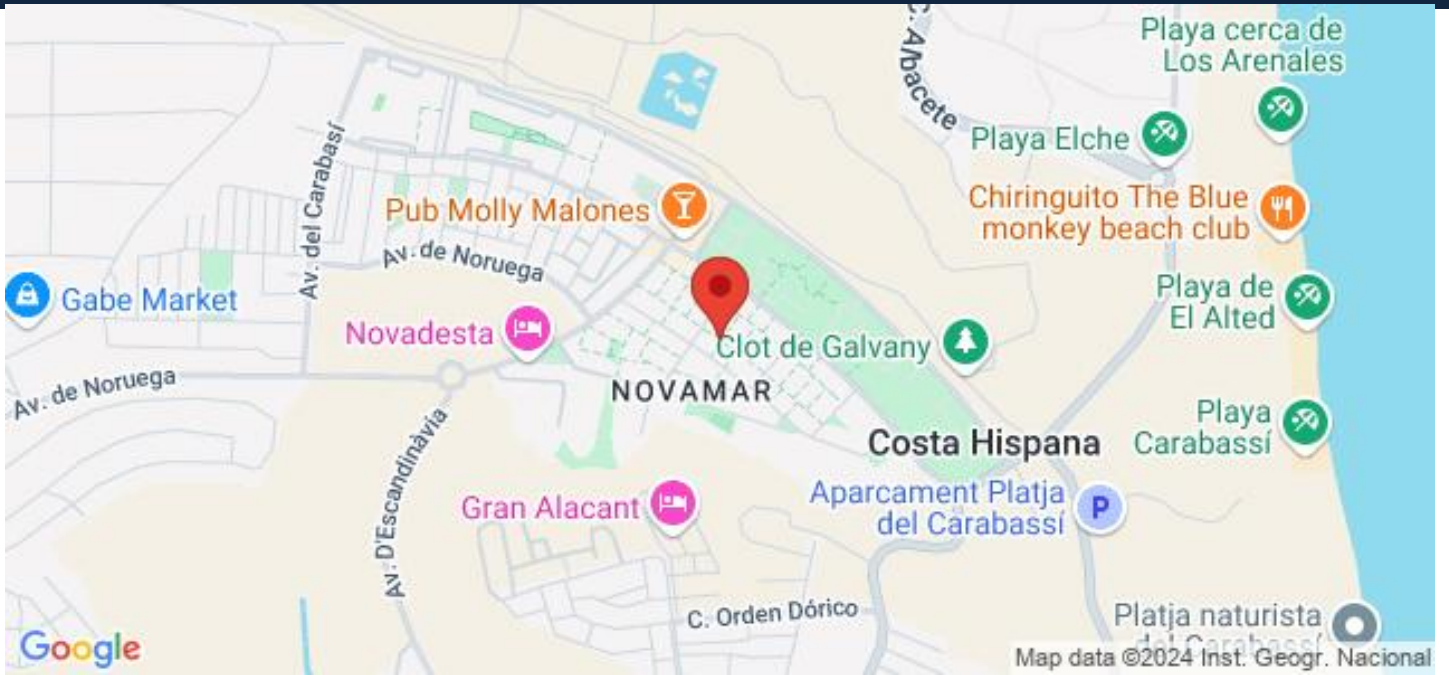 Playa cerca de
Los Arenales
C. Albacete
Playa Elche
Chiringuito The Blue
monkey beach club
Pub Molly Malones
Av. del Carabasí
Av. de Noruega
Gabe Market
Playa de
El Alted
Novadesta
Clot de Galvany
Av. de Noruega
NOVAMAR
Playa
Carabassí
Costa Hispana
Av. D'Escandinàvia
Gran Alacant
Aparcament Platja
del Carabassí
P
C. Orden Dórico
Platja naturista
del Carabassí
Google
Map data ©2024 Inst. Geogr. Nacional